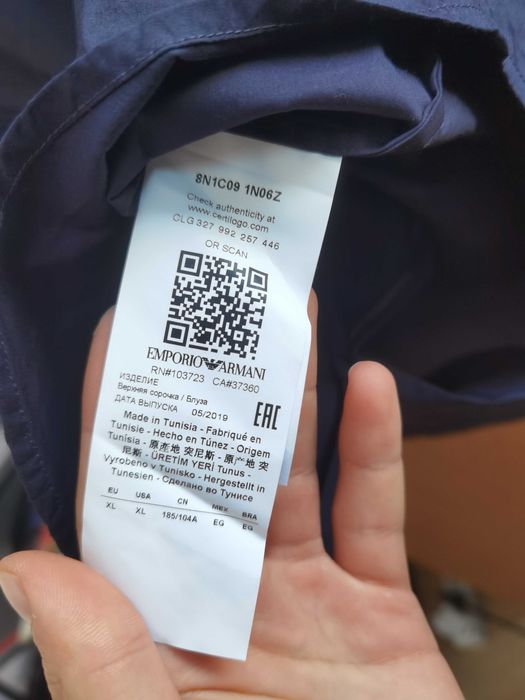 8N1C09 1N06Z
Check authenticity at
www.certilogo.com
CLG 327 992 257 446
OR SCAN
EMPORIO ARMANI
RN#103723 CA#37360
ИЗДЕЛИЕ
Верхняя сорочка / Блуза
ДАТА ВЫПУСКА 05/2019
EAC
Made in Tunisia - Fabriqué en
Tunisie - Hecho en Túnez - Origem
Tunísia - 原產地 突尼斯 - 原产地 突
尼斯 - ÜRETİM YERİ Tunus -
Vyrobeno v Tunisko - Hergestellt in
Tunesien - Сделано во Тунисе
EU USA CN MEX BRA
XL XL 185/104A EG EG